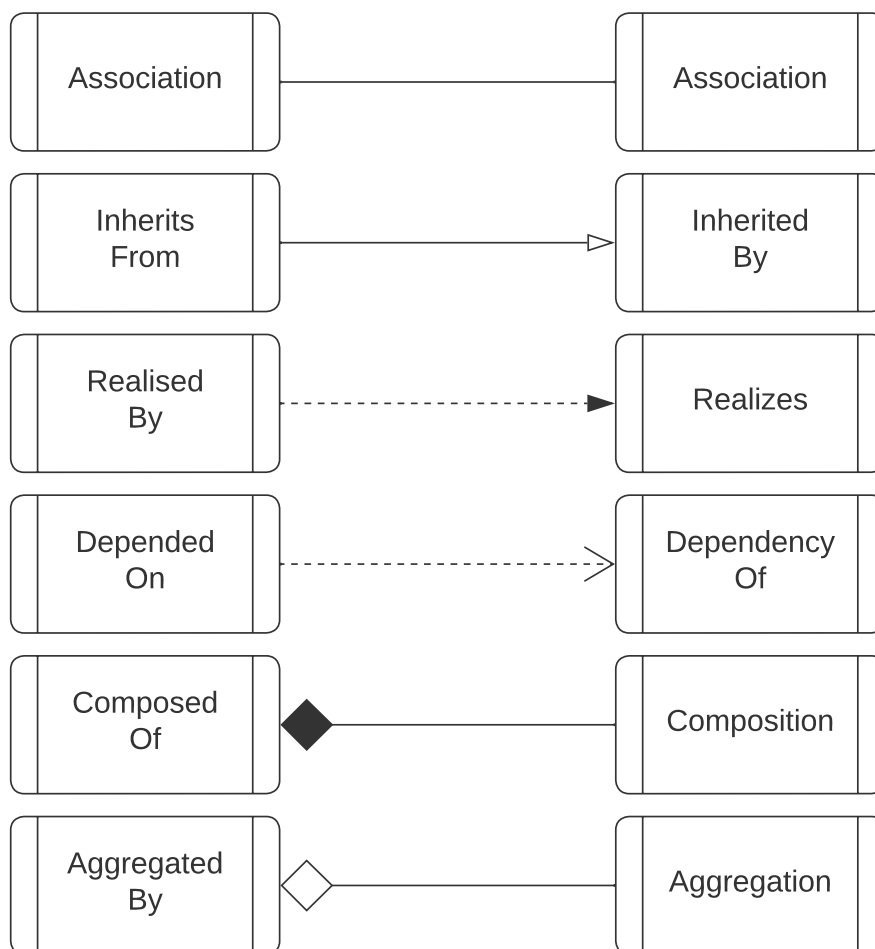 Association
Association
Inherits
From
Inherited
By
Realised
By
Realizes
Depended
On
Dependency
Of
Composed
Of
Composition
Aggregated
By
Aggregation